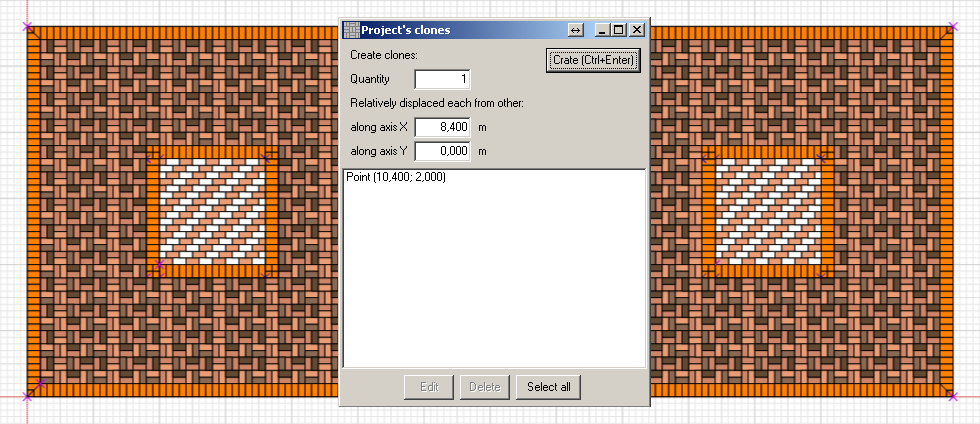 Project's clones
Create clones:
Crate (Ctrl+Enter)
Quantity 1
Relatively displaced each from other:
along axis X 8,400 m
along axis Y 0,000 m
Point (10,400; 2,000)
Edit Delete Select all